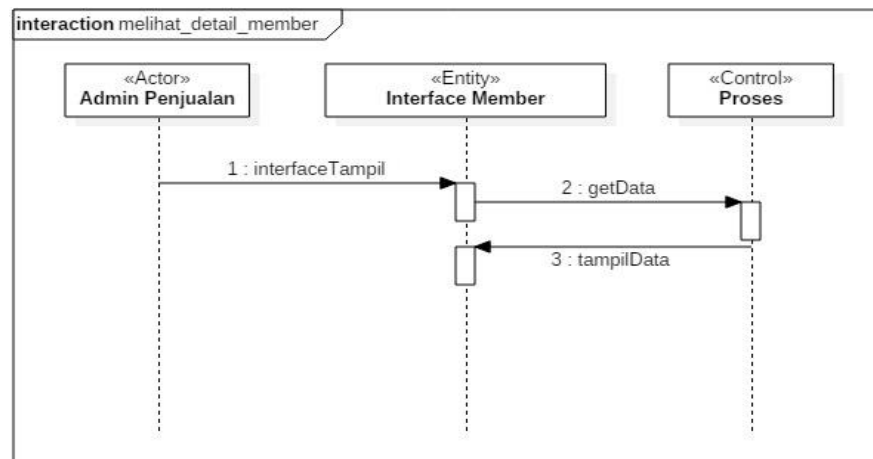 interaction melihat_detail_member
«Actor»
Admin Penjualan
«Entity»
Interface Member
«Control»
Proses
1 : interfaceTampil
2 : getData
3 : tampilData